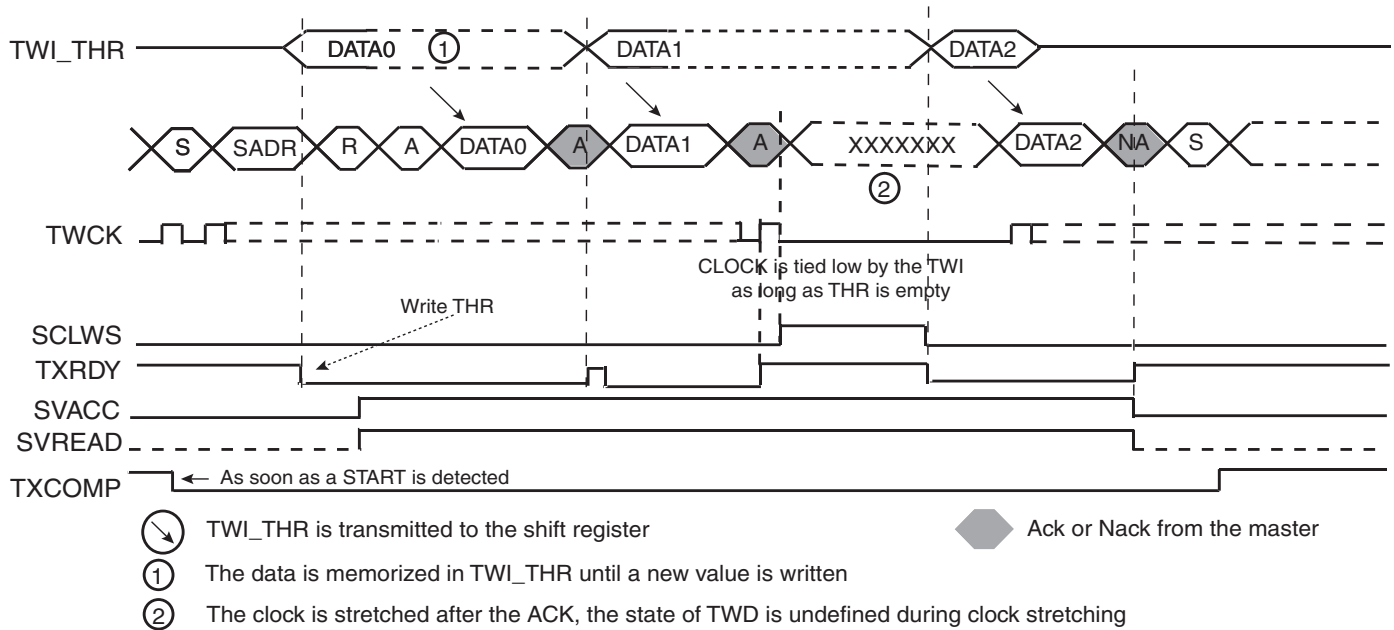 TWI_THR DATA0 1 DATA1 DATA2
S SADR R A DATA0 A DATA1 A XXXXXXX DATA2 NA S
2
TWCK
CLOCK is tied low by the TWI
as long as THR is empty
Write THR
SCLWS
TXRDY
SVACC
SVREAD
TXCOMP As soon as a START is detected
TWI_THR is transmitted to the shift register Ack or Nack from the master
1 The data is memorized in TWI_THR until a new value is written
2 The clock is stretched after the ACK, the state of TWD is undefined during clock stretching